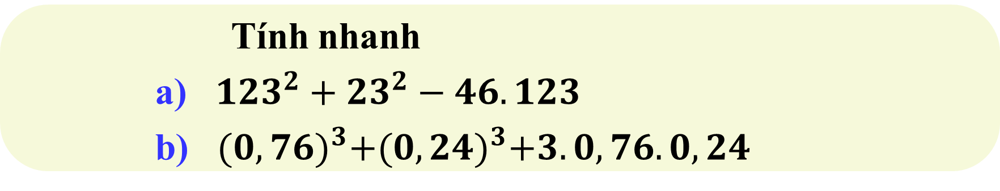 Tính nhanh
a) 123² + 23² − 46. 123
b) (0, 76)³+(0, 24)³+3. 0, 76. 0, 24